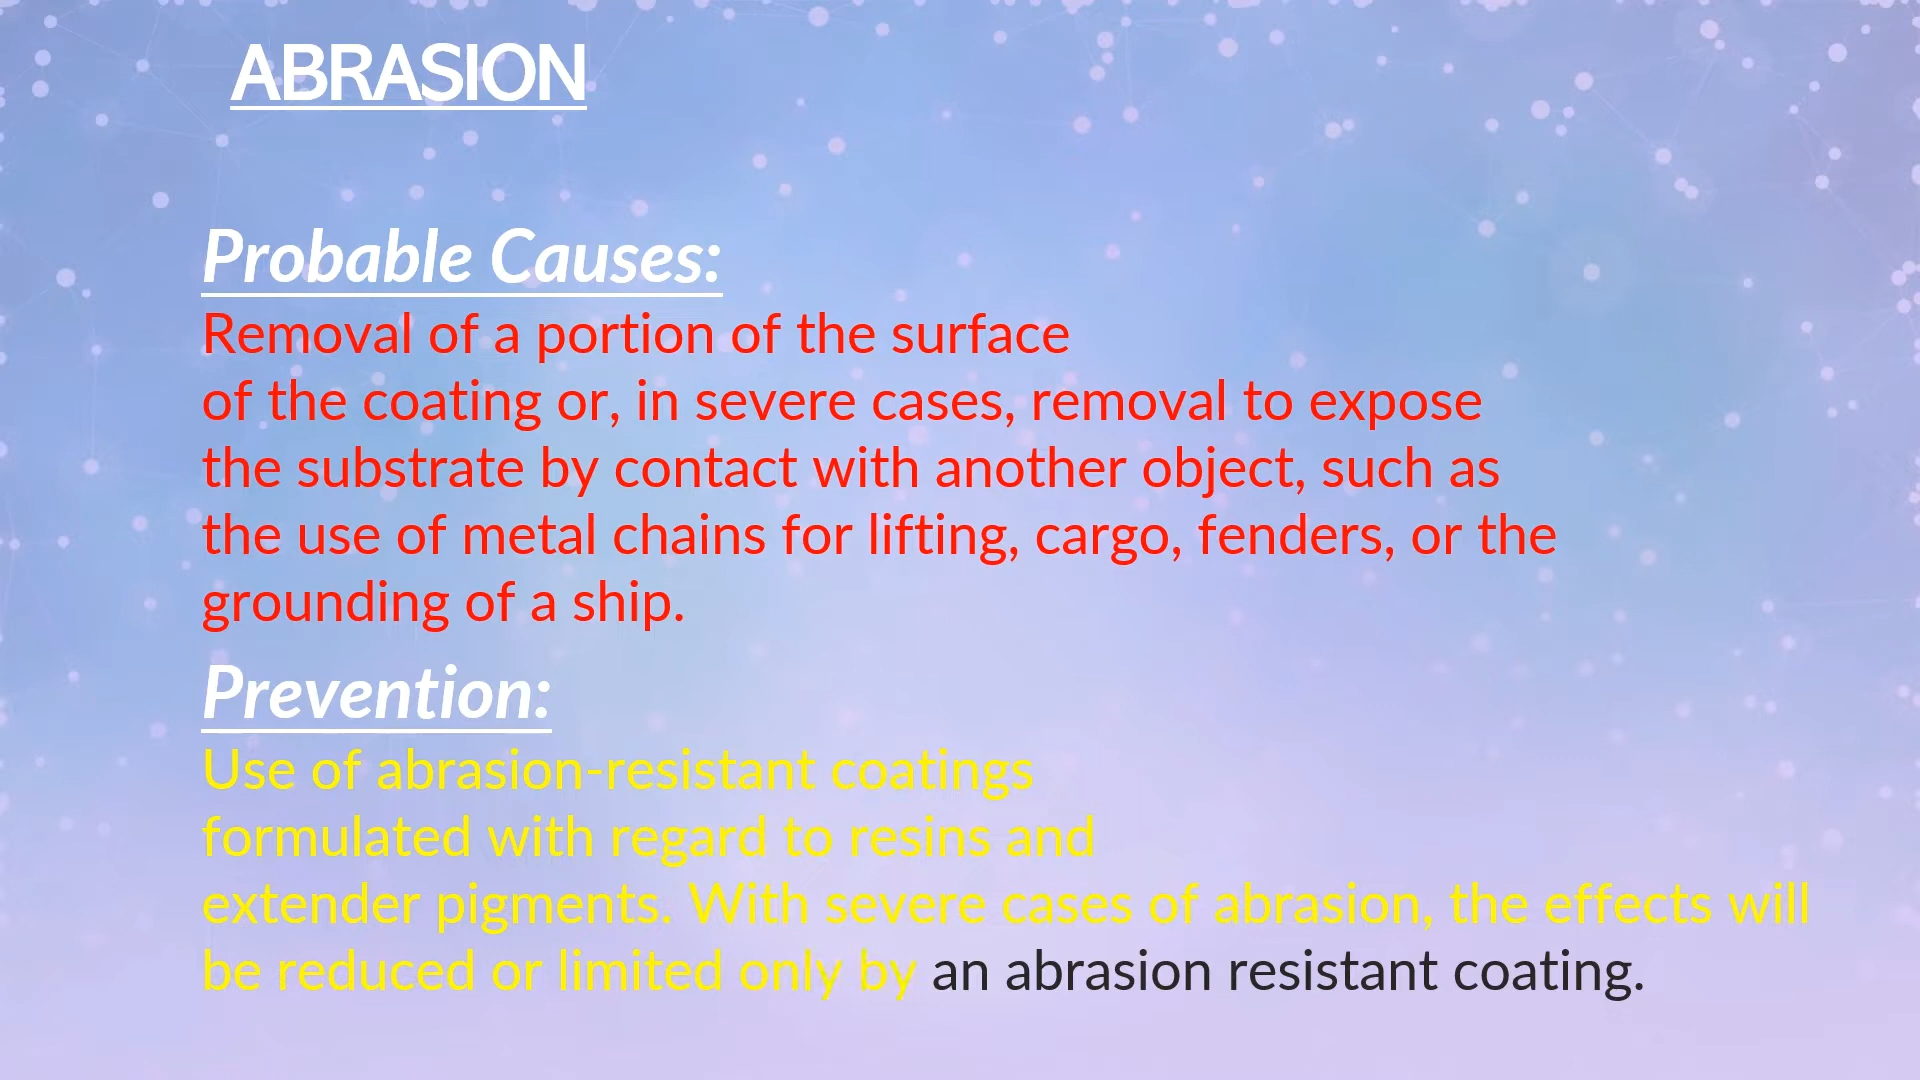 ABRASION
Probable Causes:
Removal of a portion of the surface
of the coating or, in severe cases, removal to expose
the substrate by contact with another object, such as
the use of metal chains for lifting, cargo, fenders, or the
grounding of a ship.
Prevention:
Use of abrasion-resistant coatings
formulated with regard to resins and
extender pigments. With severe cases of abrasion, the effects will
be reduced or limited only by an abrasion resistant coating.